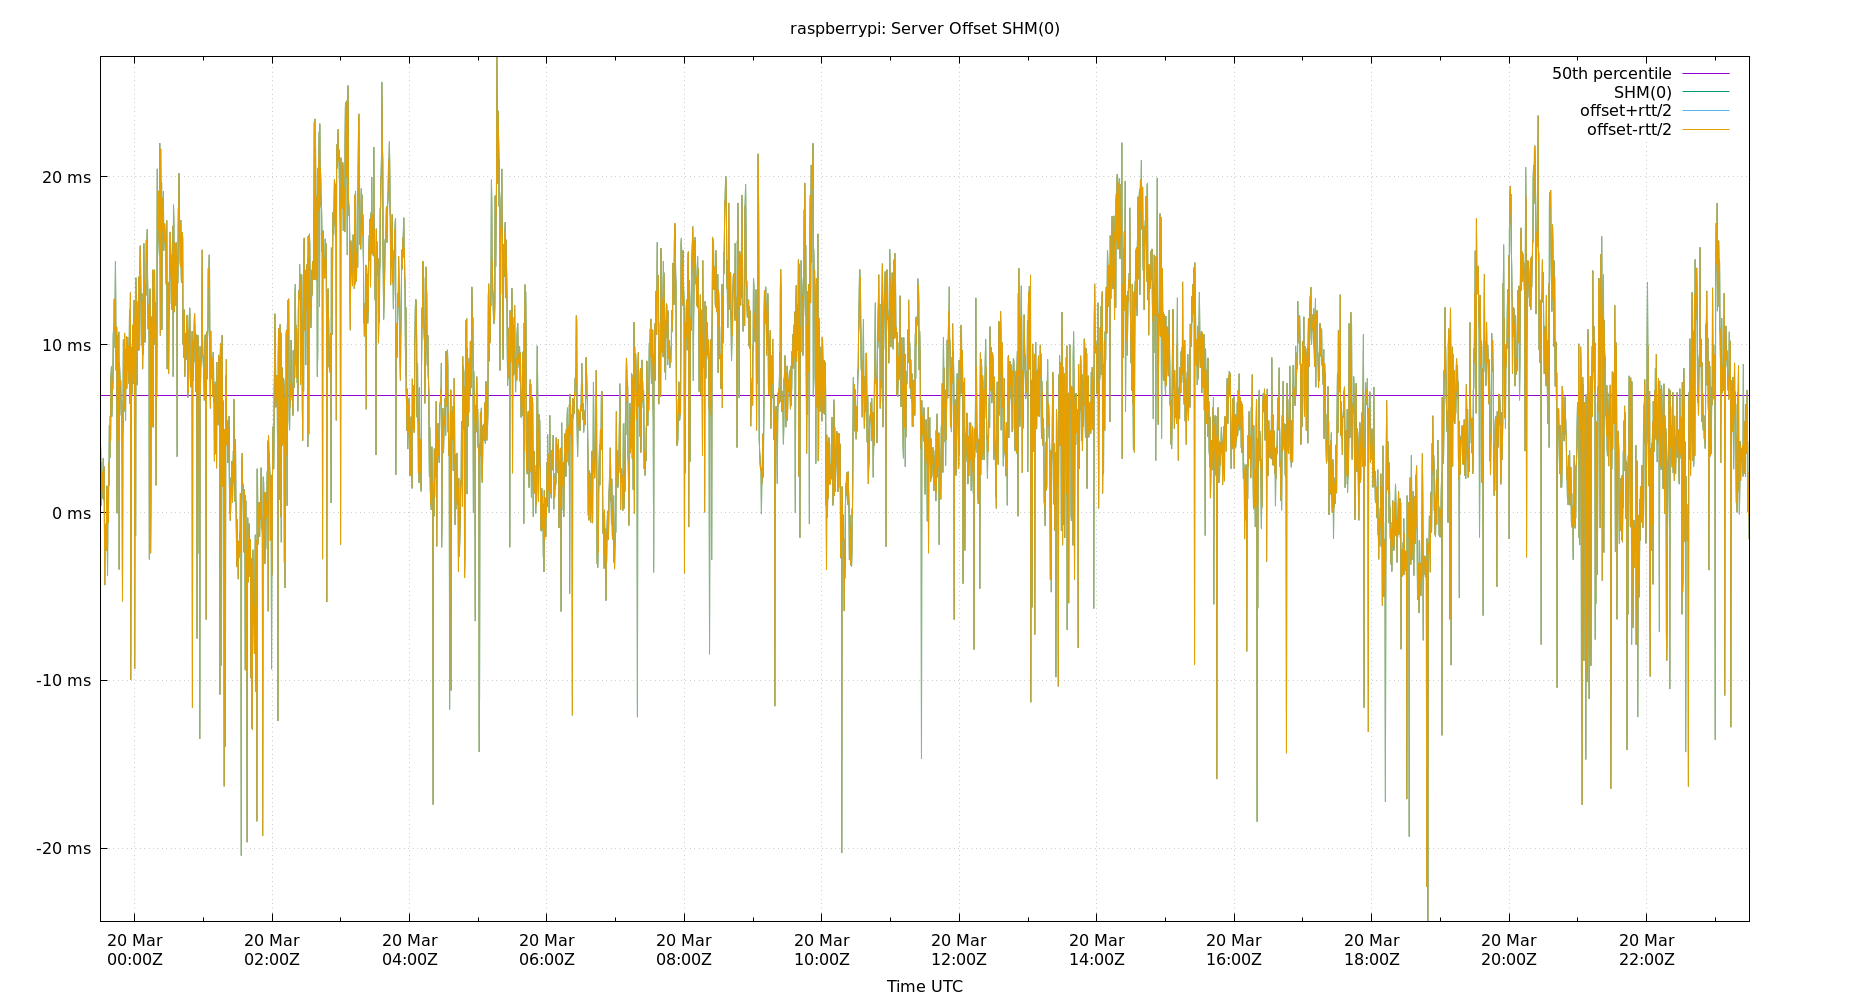 raspberrypi: Server Offset SHM(0)
50th percentile
SHM(0)
offset+rtt/2
offset-rtt/2
20 ms
10 ms
0 ms
-10 ms
-20 ms
20 Mar 20 Mar 20 Mar 20 Mar 20 Mar 20 Mar 20 Mar 20 Mar 20 Mar 20 Mar 20 Mar 20 Mar
00:00Z 02:00Z 04:00Z 06:00Z 08:00Z 10:00Z 12:00Z 14:00Z 16:00Z 18:00Z 20:00Z 22:00Z
Time UTC